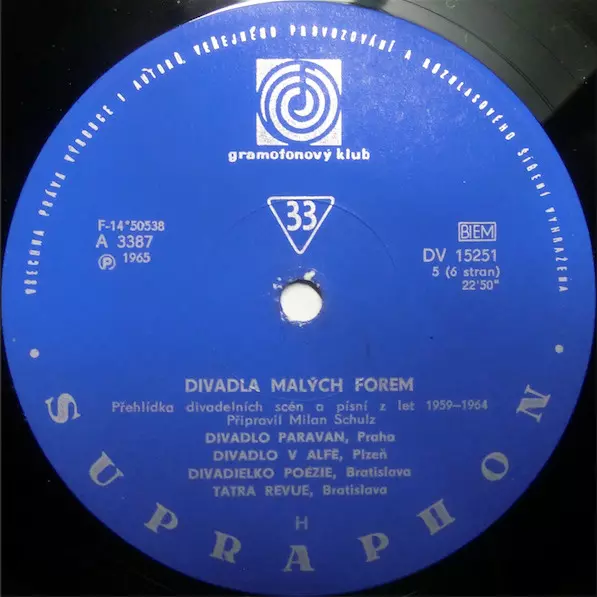 VŠECHNA PRÁVA VÝROBCE I AUTORŮ VEŘEJNÉHO PROVOZOVÁNÍ A ROZHLASOVÉHO ŠÍŘENÍ VYHRAŽENA
gramofonový klub
33
F-14*50538
A 3387
Ⓟ 1965
BIEM
DV 15251
5 (6 stran)
22'50"
DIVADLA MALÝCH FOREM
Přehlídka divadelních scén a písní z let 1959–1964
Připravil Milan Schulz
DIVADLO PARAVAN, Praha
DIVADLO V ALFĚ, Plzeň
DIVADIELKO POÉZIE, Bratislava
TATRA REVUE, Bratislava
H
SUPRAPHON